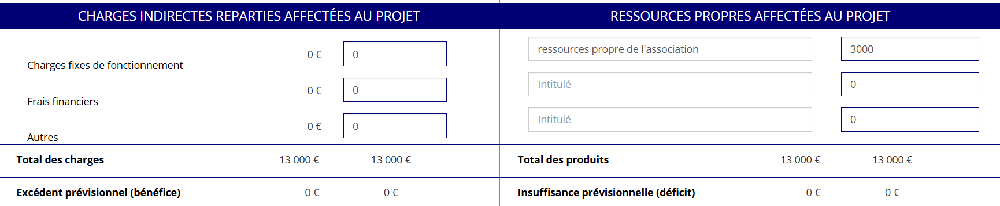 CHARGES INDIRECTES REPARTIES AFFECTÉES AU PROJET
0 € 0
Charges fixes de fonctionnement
0 € 0
Frais financiers
0 € 0
Autres
Total des charges 13 000 € 13 000 €
Excédent prévisionnel (bénéfice) 0 € 0 €
RESSOURCES PROPRES AFFECTÉES AU PROJET
ressources propre de l'association 3000
Intitulé 0
Intitulé 0
Total des produits 13 000 € 13 000 €
Insuffisance prévisionnelle (déficit) 0 € 0 €